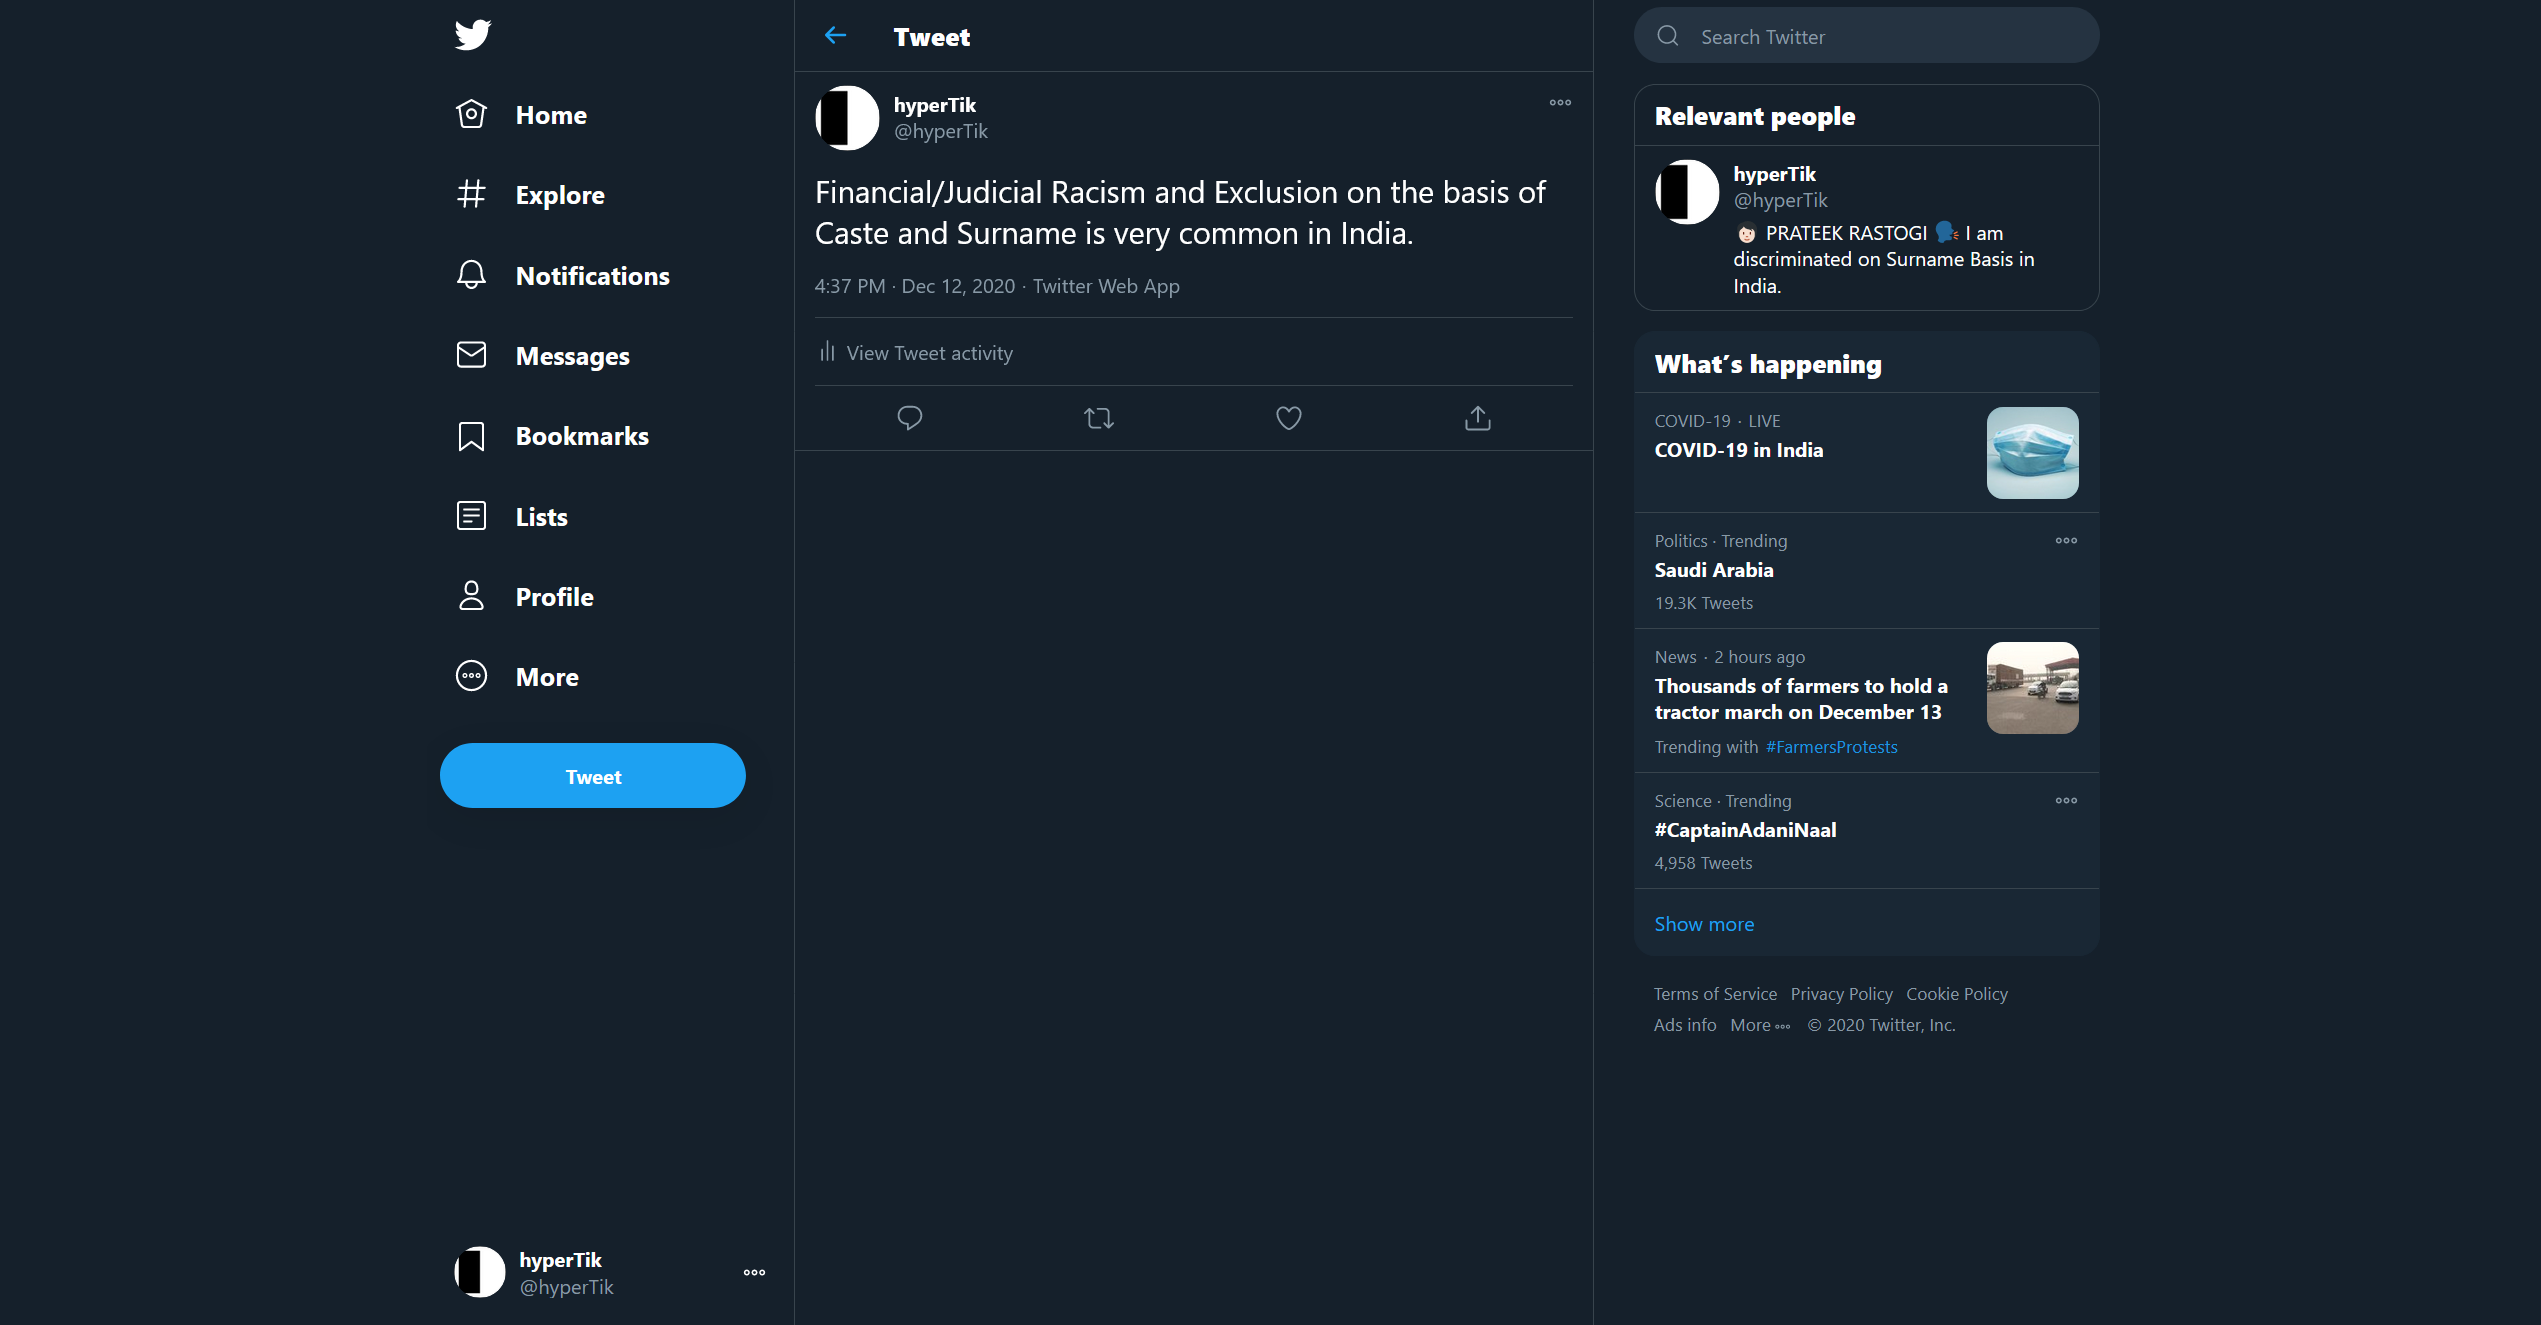 Home
Explore
Notifications
Messages
Bookmarks
Lists
Profile
More
Tweet
hyperTik
@hyperTik
Tweet
hyperTik
@hyperTik
Financial/Judicial Racism and Exclusion on the basis of
Caste and Surname is very common in India.
4:37 PM · Dec 12, 2020 · Twitter Web App
View Tweet activity
Search Twitter
Relevant people
hyperTik
@hyperTik
PRATEEK RASTOGI I am
discriminated on Surname Basis in
India.
What's happening
COVID-19 · LIVE
COVID-19 in India
Politics · Trending
Saudi Arabia
19.3K Tweets
News · 2 hours ago
Thousands of farmers to hold a
tractor march on December 13
Trending with #FarmersProtests
Science · Trending
#CaptainAdaniNaal
4,958 Tweets
Show more
Terms of Service Privacy Policy Cookie Policy
Ads info More © 2020 Twitter, Inc.